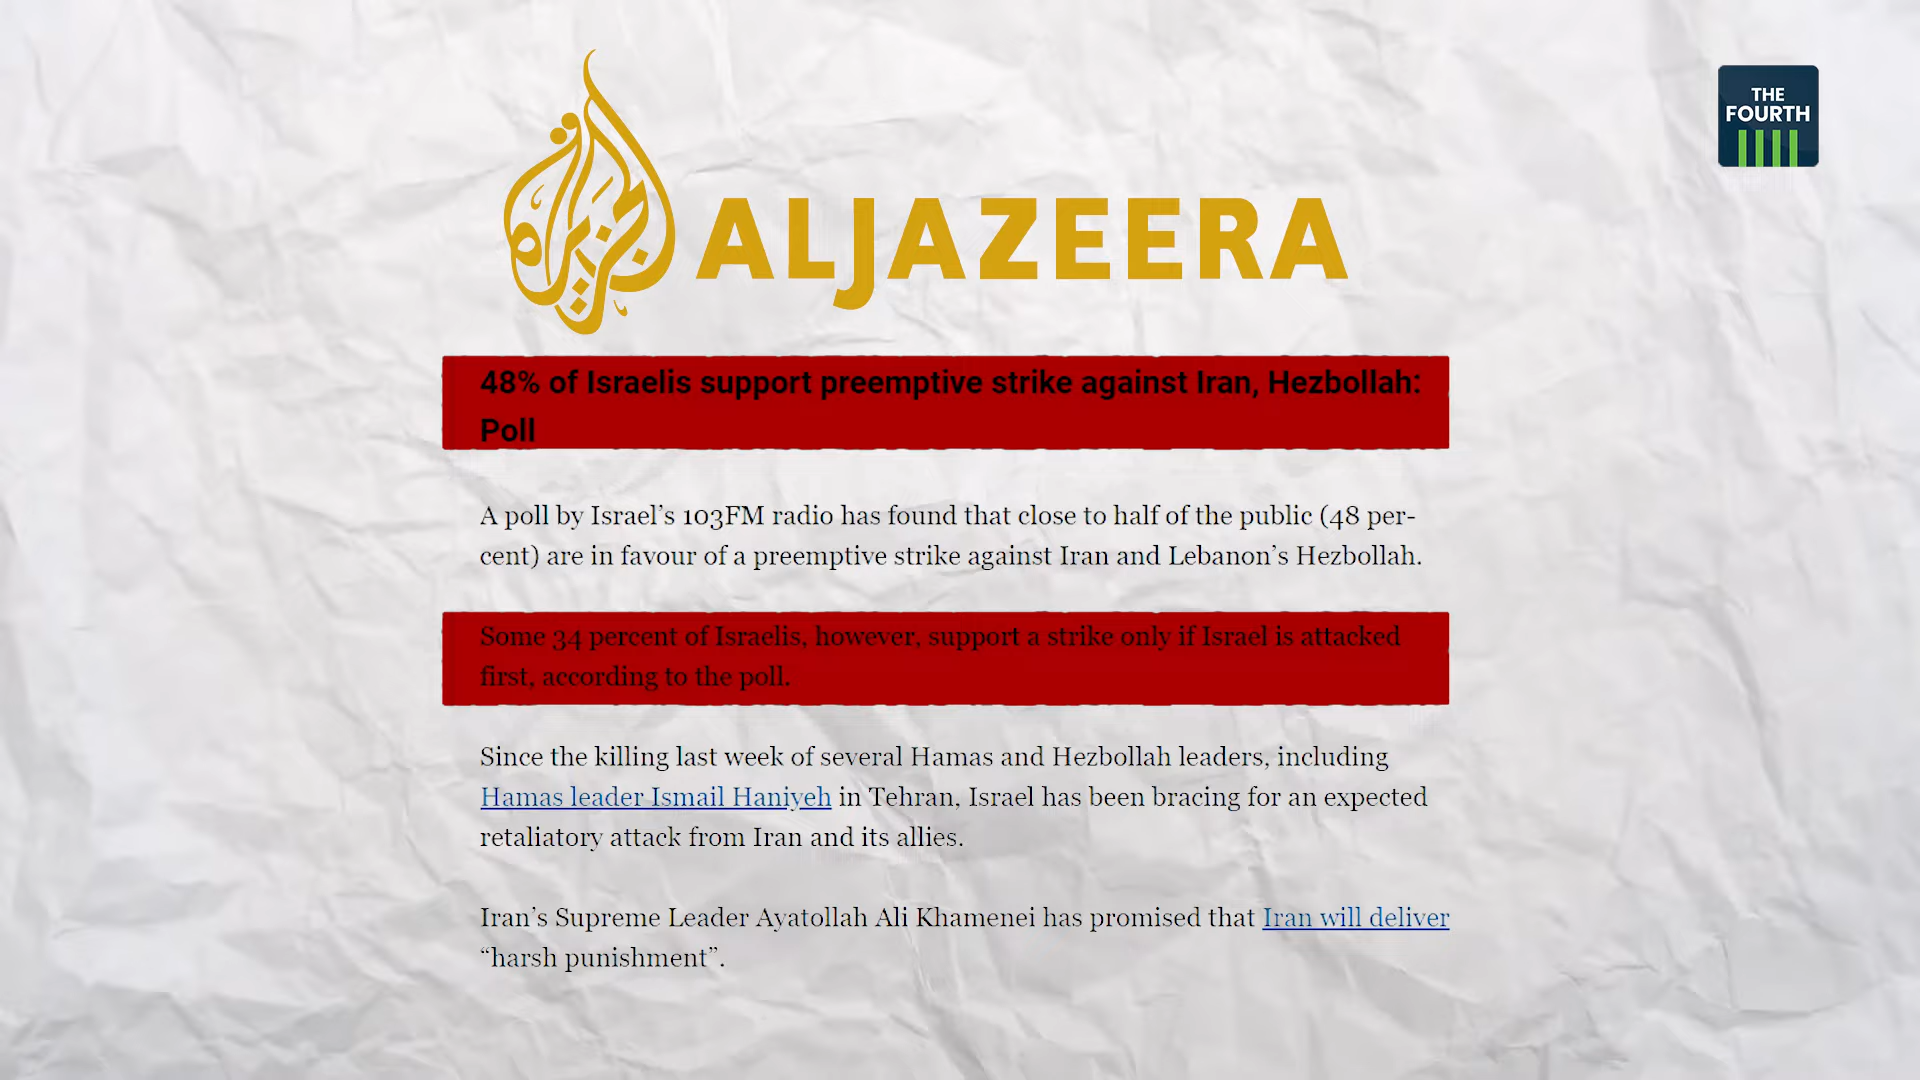 THE
FOURTH
الجزيرة
ALJAZEERA
48% of Israelis support preemptive strike against Iran, Hezbollah:
Poll
A poll by Israel’s 103FM radio has found that close to half of the public (48 per-
cent) are in favour of a preemptive strike against Iran and Lebanon’s Hezbollah.
Some 34 percent of Israelis, however, support a strike only if Israel is attacked
first, according to the poll.
Since the killing last week of several Hamas and Hezbollah leaders, including
Hamas leader Ismail Haniyeh in Tehran, Israel has been bracing for an expected
retaliatory attack from Iran and its allies.
Iran’s Supreme Leader Ayatollah Ali Khamenei has promised that Iran will deliver
“harsh punishment”.